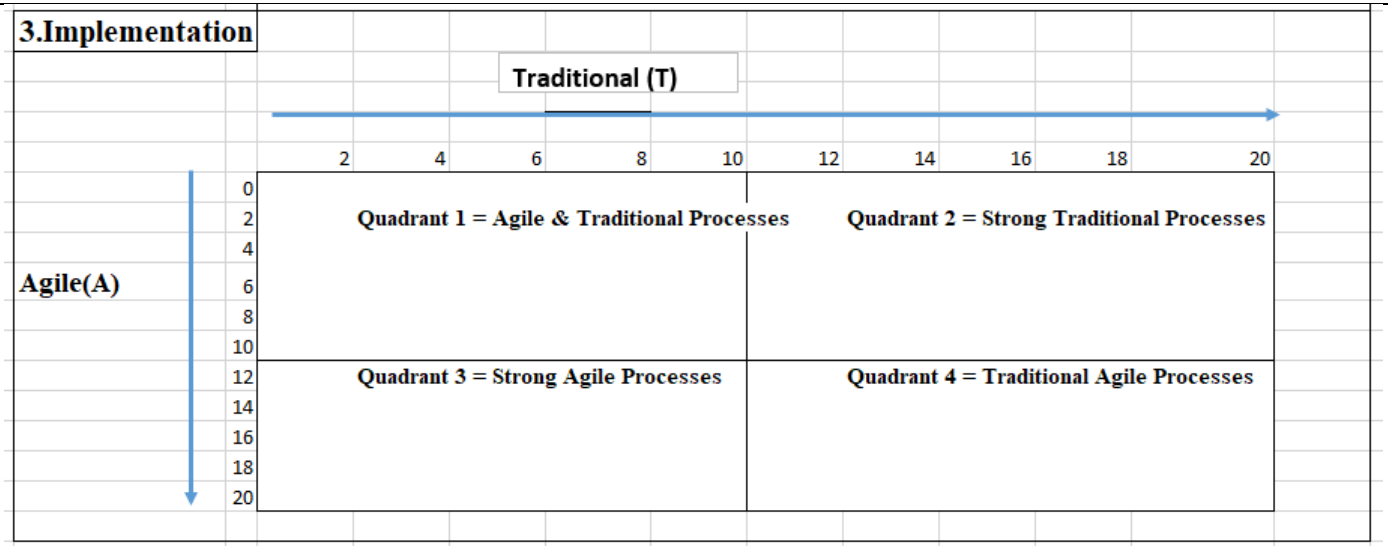 3.Implementation
Traditional (T)
2 4 6 8 10 12 14 16 18 20
0
2 Quadrant 1 = Agile & Traditional Processes Quadrant 2 = Strong Traditional Processes
4
Agile(A) 6
8
10
12 Quadrant 3 = Strong Agile Processes Quadrant 4 = Traditional Agile Processes
14
16
18
20